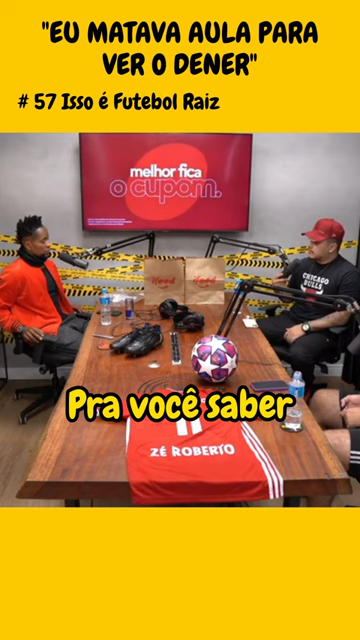 "EU MATAVA AULA PARA
VER O DENER"
# 57 Isso é Futebol Raiz
melhor fica
o cupom.
CHICAGO
BULLS
Pra você saber
11
ZÉ ROBERTO